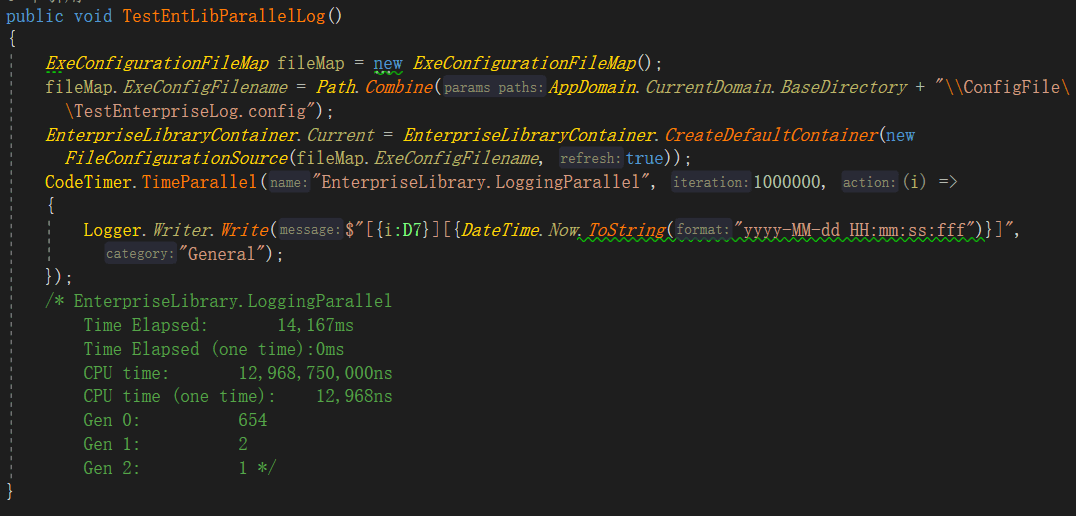 public void TestEntLibParallelLog()
{
ExeConfigurationFileMap fileMap = new ExeConfigurationFileMap();
fileMap.ExeConfigFilename = Path.Combine(params paths:AppDomain.CurrentDomain.BaseDirectory + "\\ConfigFile\
\TestEnterpriseLog.config");
EnterpriseLibraryContainer.Current = EnterpriseLibraryContainer.CreateDefaultContainer(new
FileConfigurationSource(fileMap.ExeConfigFilename, refresh:true));
CodeTimer.TimeParallel(name:"EnterpriseLibrary.LoggingParallel", iteration:1000000, action:(i) =>
{
Logger.Writer.Write(message:$"[{i:D7}][{DateTime.Now.ToString(format:"yyyy-MM-dd HH:mm:ss:fff")}]",
category:"General");
});
/* EnterpriseLibrary.LoggingParallel
Time Elapsed: 14,167ms
Time Elapsed (one time):0ms
CPU time: 12,968,750,000ns
CPU time (one time): 12,968ns
Gen 0: 654
Gen 1: 2
Gen 2: 1 */
}